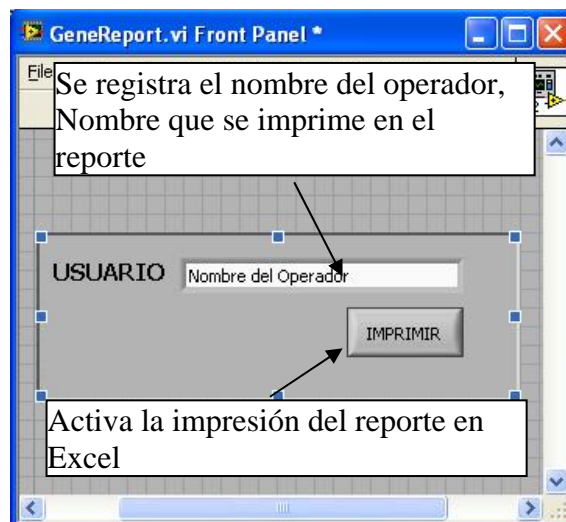 GeneReport.vi Front Panel *
File
Se registra el nombre del operador,
Nombre que se imprime en el
reporte
USUARIO
Nombre del Operador
IMPRIMIR
Activa la impresión del reporte en
Excel